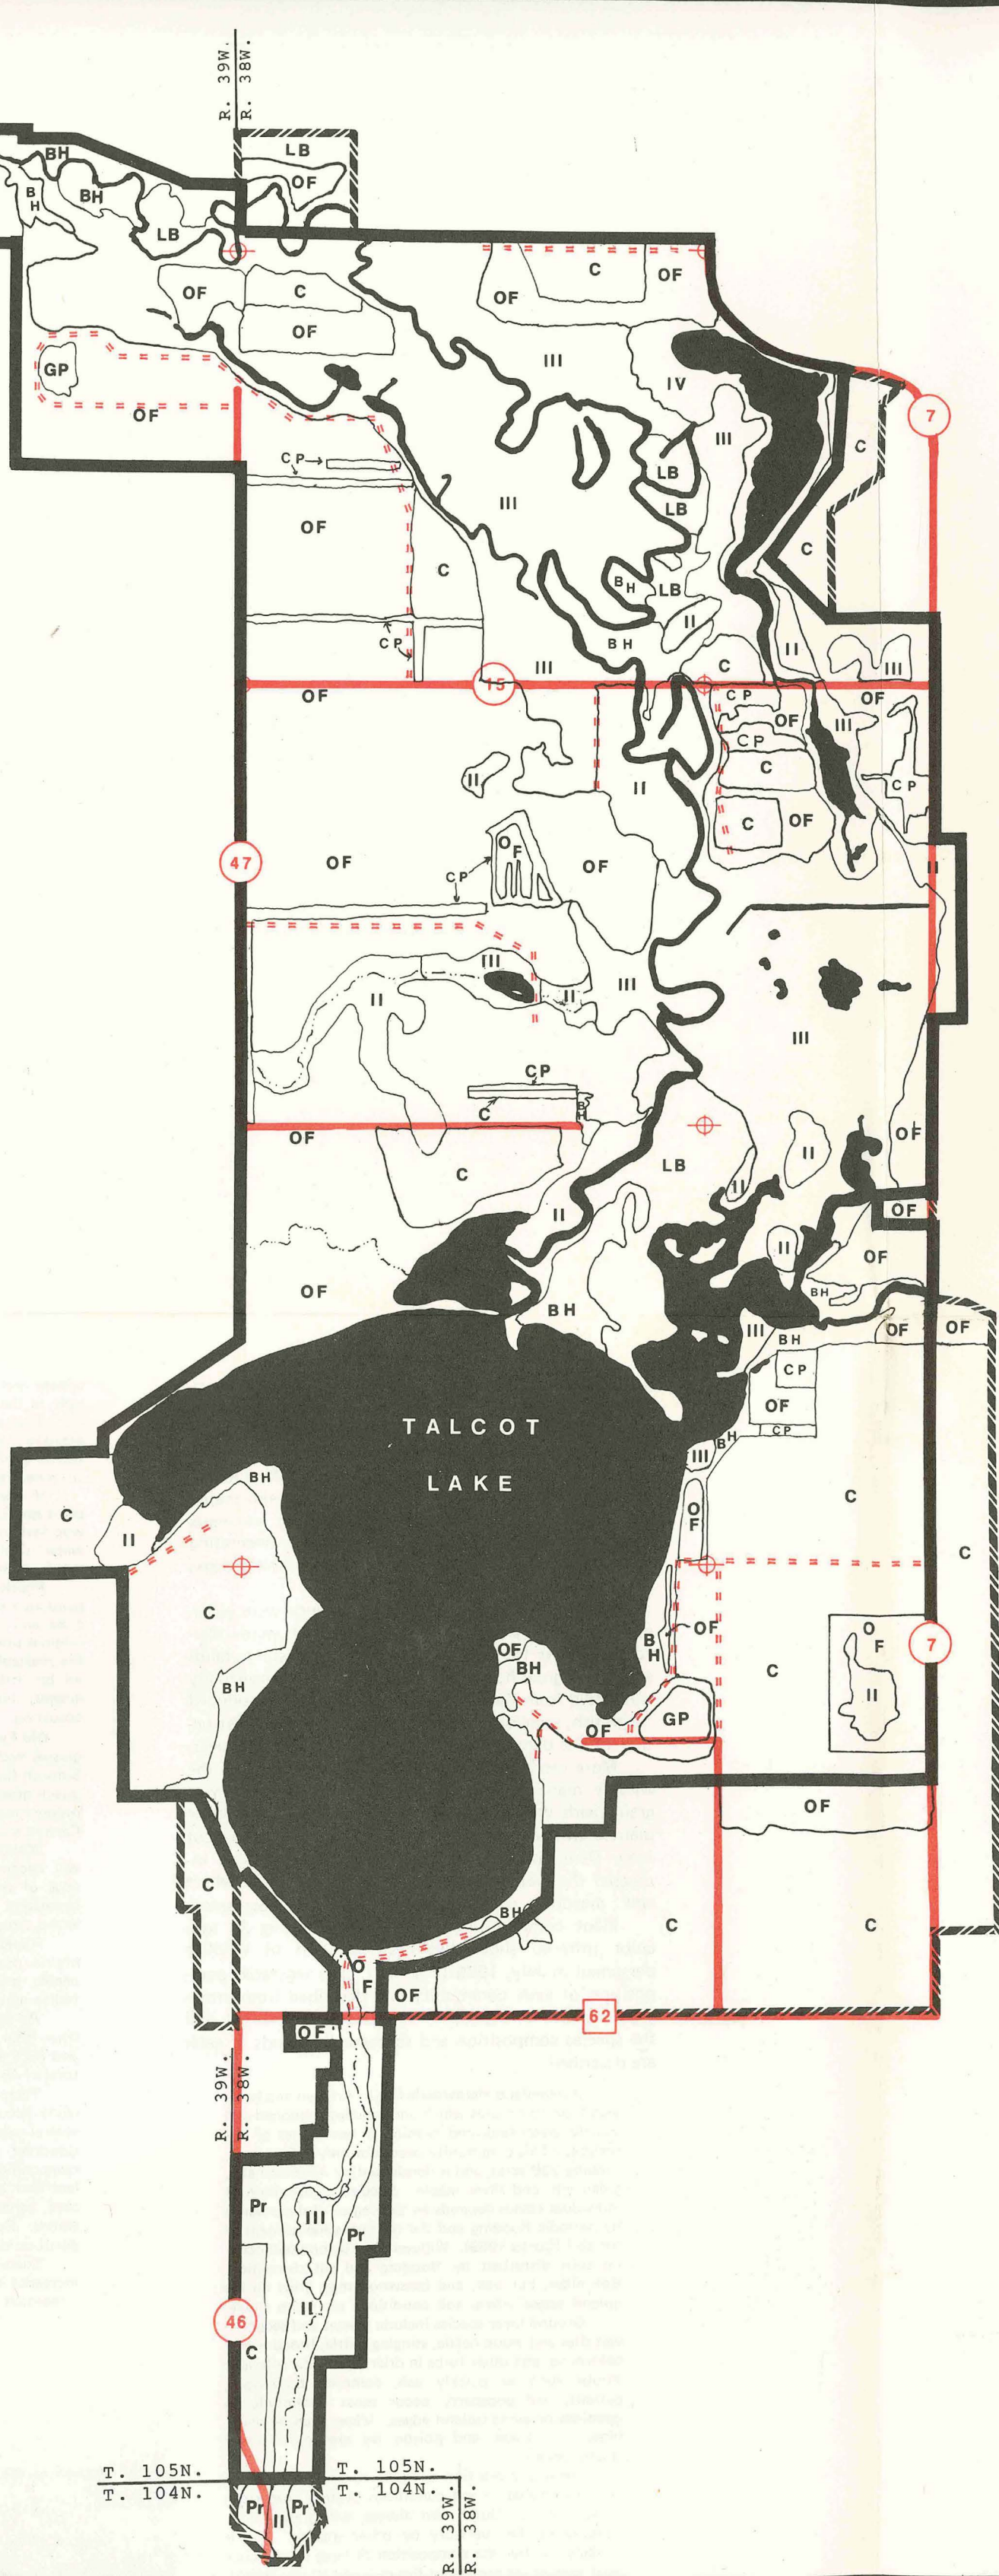 R. 39W.
R. 38W.
LB
OF
BH
BH
B
H
LB
OF
C
OF
C
OF
OF
III
IV
GP
OF
III
7
C
CP
LB
III
LB
OF
C
C
BH
LB
II
CP
BH
II
III
C
III
OF
15
CP
OF
OF
III
CP
II
C
II
CP
C
OF
47
OF
O
F
OF
CP
II
III
II
II
III
III
CP
C
B
H
OF
OF
II
LB
C
II
II
OF
II
OF
OF
BH
BH
III
BH
OF
OF
CP
OF
CP
TALCOT
LAKE
BH
III
BH
C
C
II
O
F
C
C
B
H
OF
O
F
7
OF
BH
C
II
BH
GP
OF
OF
C
BH
C
C
O
F
OF
62
OF
R. 39W.
R. 38W.
Pr
III
Pr
II
46
C
T. 105N.
T. 104N.
T. 105N.
T. 104N.
Pr
II
Pr
R. 39W.
R. 38W.